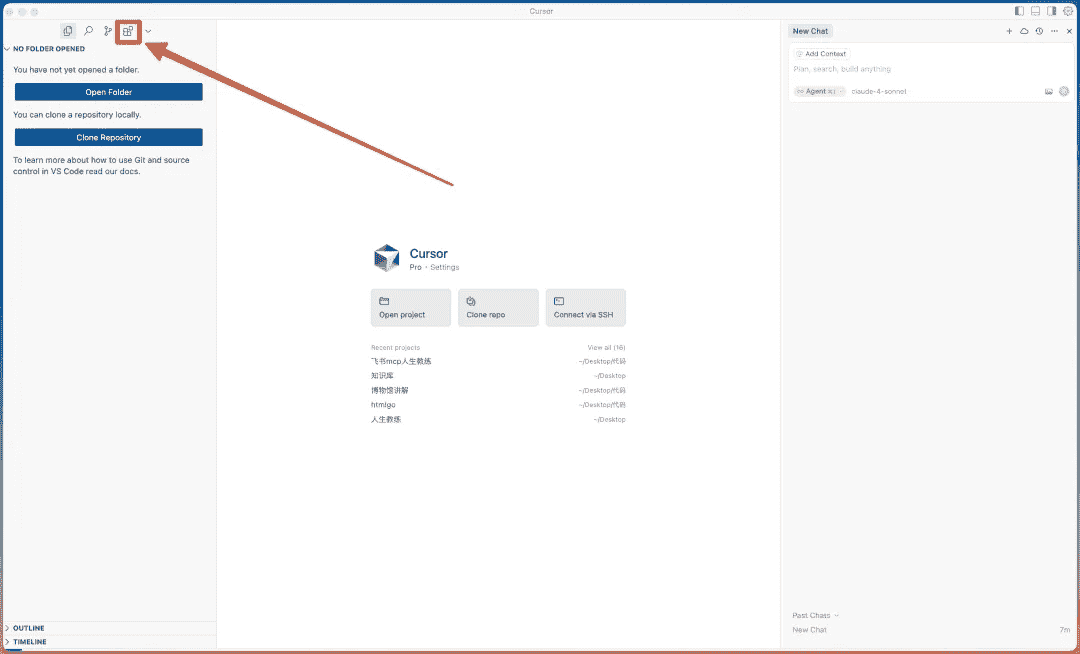 Cursor
NO FOLDER OPENED
You have not yet opened a folder.
Open Folder
You can clone a repository locally.
Clone Repository
To learn more about how to use Git and source
control in VS Code read our docs.
OUTLINE
TIMELINE
Cursor
Pro - Settings
Open project
Clone repo
Connect via SSH
Recent projects
View all (16)
飞书mcp人生教练
~/Desktop/代码
知识库
~/Desktop
博物馆讲解
~/Desktop/代码
htmlgo
~/Desktop/代码
人生教练
~/Desktop
New Chat
Add Context
Plan, search, build anything
Agent
claude-4-sonnet
Past Chats
New Chat
7m